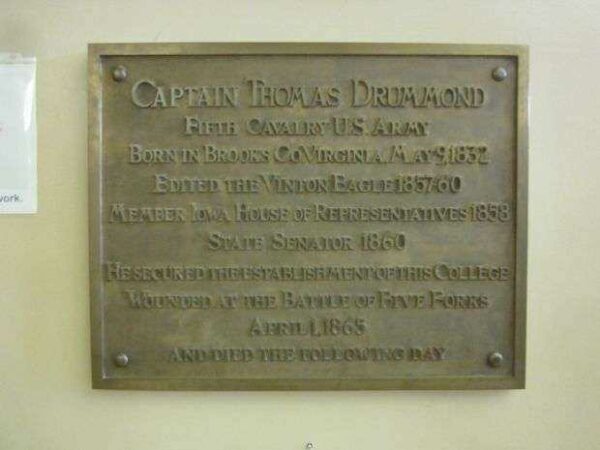 CAPTAIN THOMAS DRUMMOND
FIFTH CAVALRY U.S. ARMY
BORN IN BROOKS CO VIRGINIA. MAY 9, 1832
EDITED THE VINTON EAGLE 1857-60
MEMBER IOWA HOUSE OF REPRESENTATIVES 1858
STATE SENATOR 1860
HE SECURED THE ESTABLISHMENT OF THIS COLLEGE
WOUNDED AT THE BATTLE OF FIVE FORKS
APRIL 1, 1865
AND DIED THE FOLLOWING DAY
work.